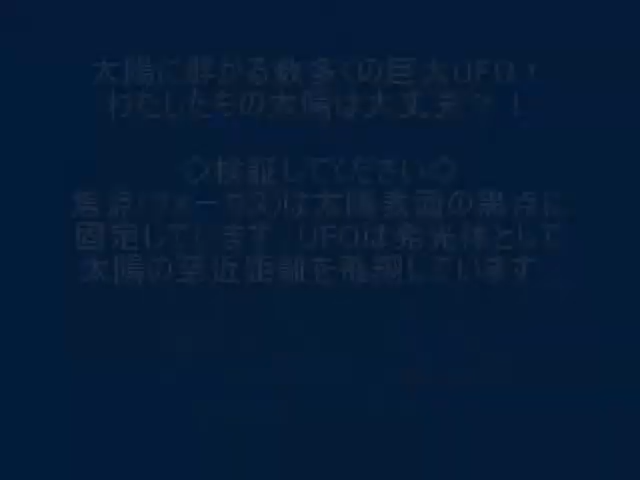 太陽に群がる数多くの巨大UFO！
わたしたちの太陽は大丈夫？！
◇検証してください◇
焦点(フォーカス)は太陽表面の黒点に
固定しています。UFOは発光体として
太陽の至近距離を飛翔しています。